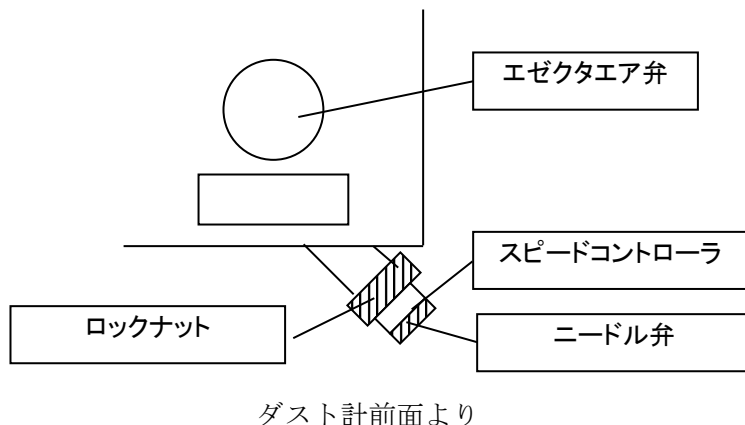 エゼクタエア弁
スピードコントローラ
ロックナット
ニードル弁
ダスト計前面より